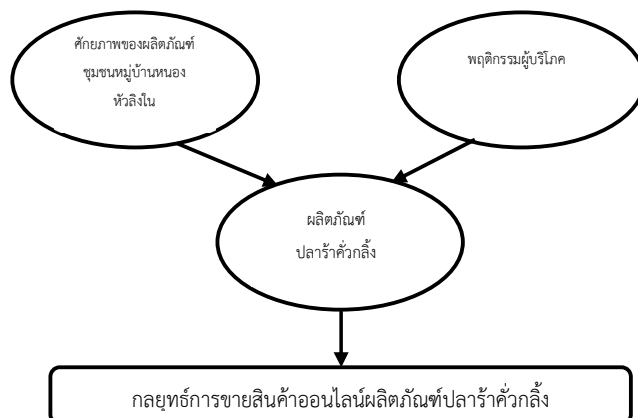 ศักยภาพของผลิตภัณฑ์
ชุมชนหมู่บ้านหนอง
หัวลิงใน
พฤติกรรมผู้บริโภค
ผลิตภัณฑ์
ปลาร้าคั่วกลิ้ง
กลยุทธ์การขายสินค้าออนไลน์ผลิตภัณฑ์ปลาร้าคั่วกลิ้ง